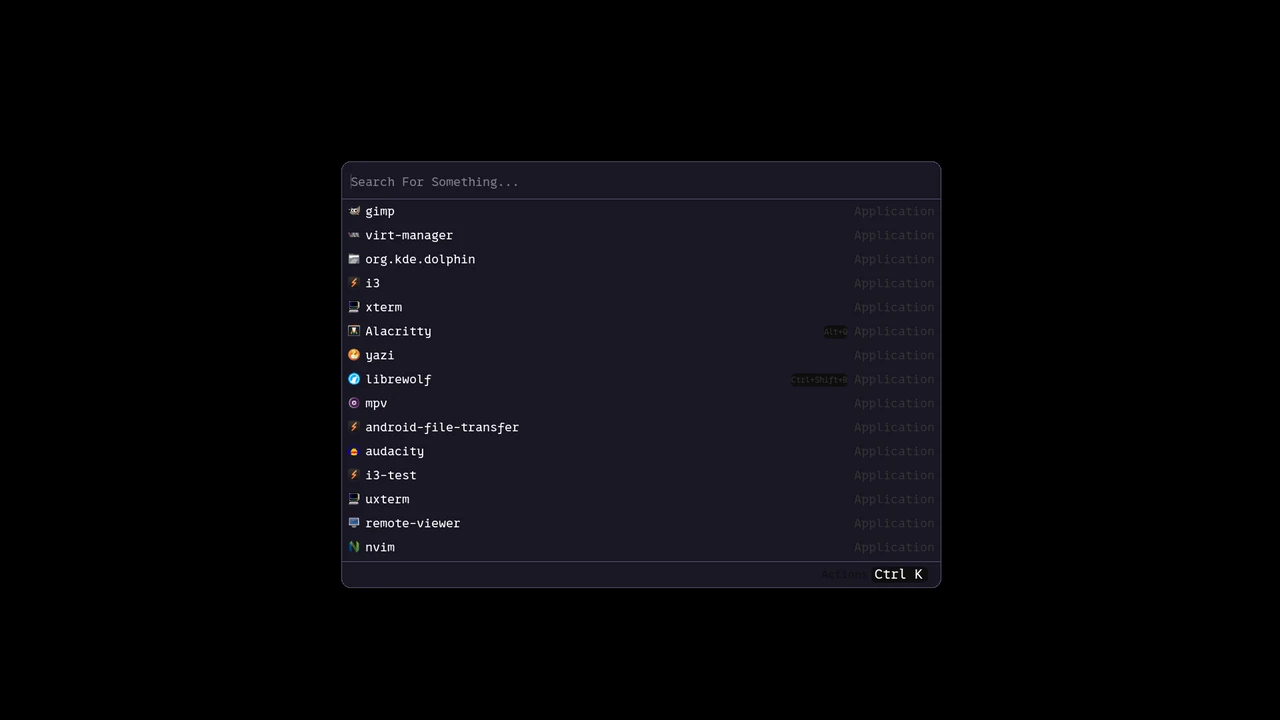 Search For Something...
gimp Application
virt-manager Application
org.kde.dolphin Application
i3 Application
xterm Application
Alacritty Alt+Q Application
yazi Application
librewolf Ctrl+Shift+B Application
mpv Application
android-file-transfer Application
audacity Application
i3-test Application
uxterm Application
remote-viewer Application
nvim Application
Actions Ctrl K